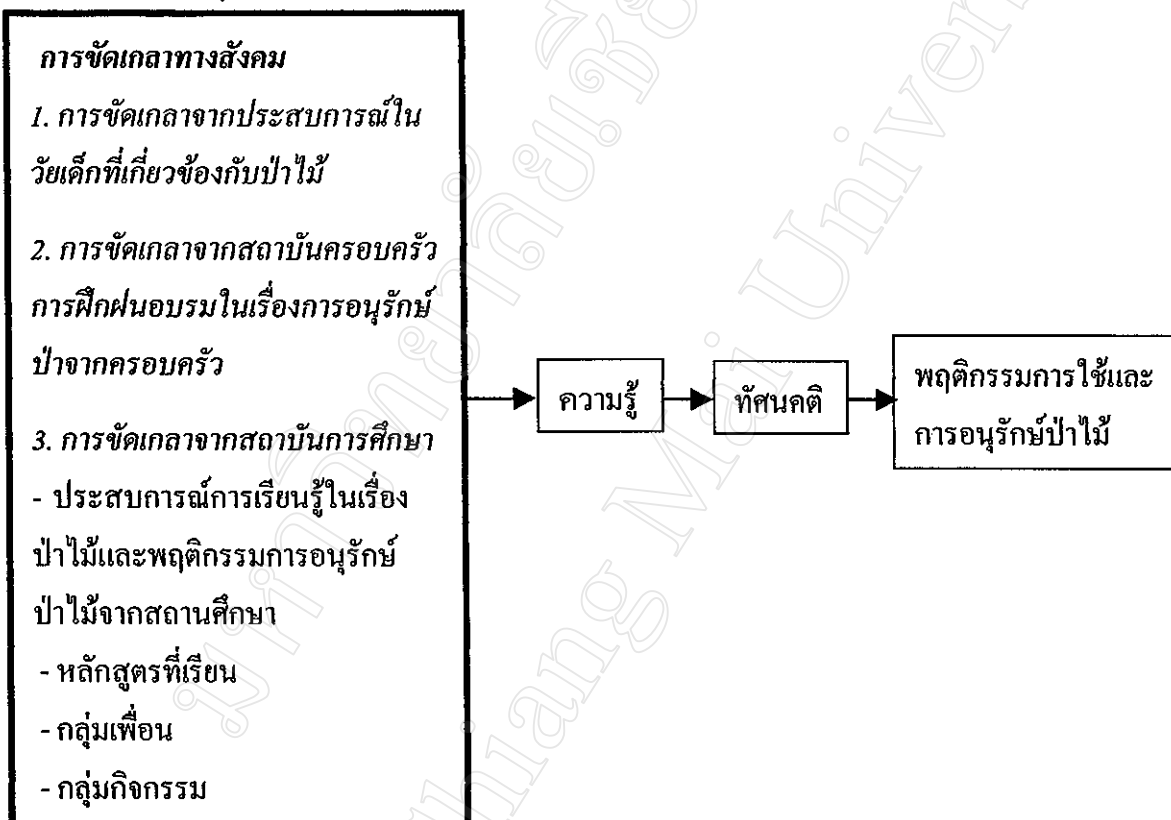 การขัดเกลาทางสังคม
1. การขัดเกลาจากประสบการณ์ใน
วัยเด็กที่เกี่ยวข้องกับป่าไม้
2. การขัดเกลาจากสถาบันครอบครัว
การฝึกฝนอบรมในเรื่องการอนุรักษ์
ป่าจากครอบครัว
3. การขัดเกลาจากสถาบันการศึกษา
- ประสบการณ์การเรียนรู้ในเรื่อง
ป่าไม้และพฤติกรรมการอนุรักษ์
ป่าไม้จากสถานศึกษา
- หลักสูตรที่เรียน
- กลุ่มเพื่อน
- กลุ่มกิจกรรม
ความรู้
ทัศนคติ
พฤติกรรมการใช้และ
การอนุรักษ์ป่าไม้
Mai Univer